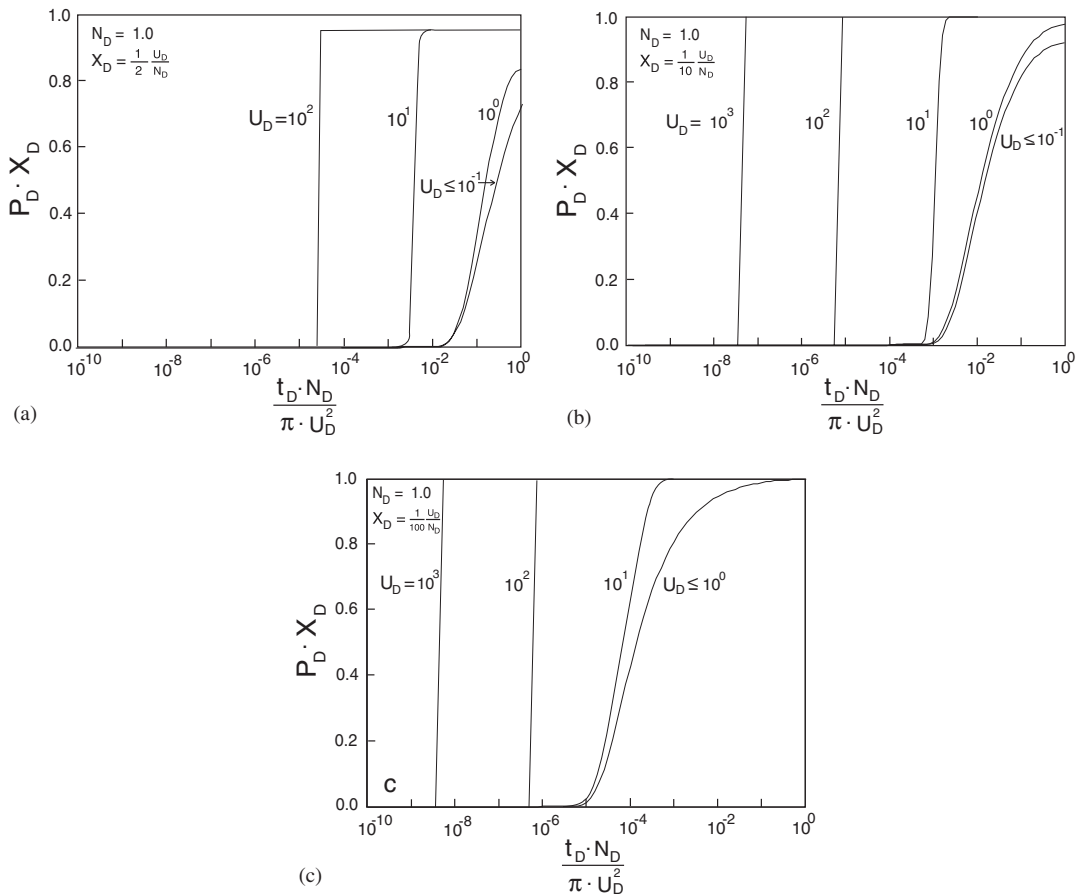 1.0
0.8
0.6
0.4
0.2
0.0
P_D · X_D
N_D = 1.0
X_D = 1/2 U_D/N_D
U_D = 10^2
10^1
10^0
U_D ≤ 10^-1
10^-10
10^-8
10^-6
10^-4
10^-2
10^0
t_D · N_D
π · U_D^2
(a)
1.0
0.8
0.6
0.4
0.2
0.0
P_D · X_D
N_D = 1.0
X_D = 1/10 U_D/N_D
U_D = 10^3
10^2
10^1
10^0
U_D ≤ 10^-1
10^-10
10^-8
10^-6
10^-4
10^-2
10^0
t_D · N_D
π · U_D^2
(b)
1.0
0.8
0.6
0.4
0.2
0.0
P_D · X_D
N_D = 1.0
X_D = 1/100 U_D/N_D
U_D = 10^3
10^2
10^1
U_D ≤ 10^0
c
10^-10
10^-8
10^-6
10^-4
10^-2
10^0
t_D · N_D
π · U_D^2
(c)